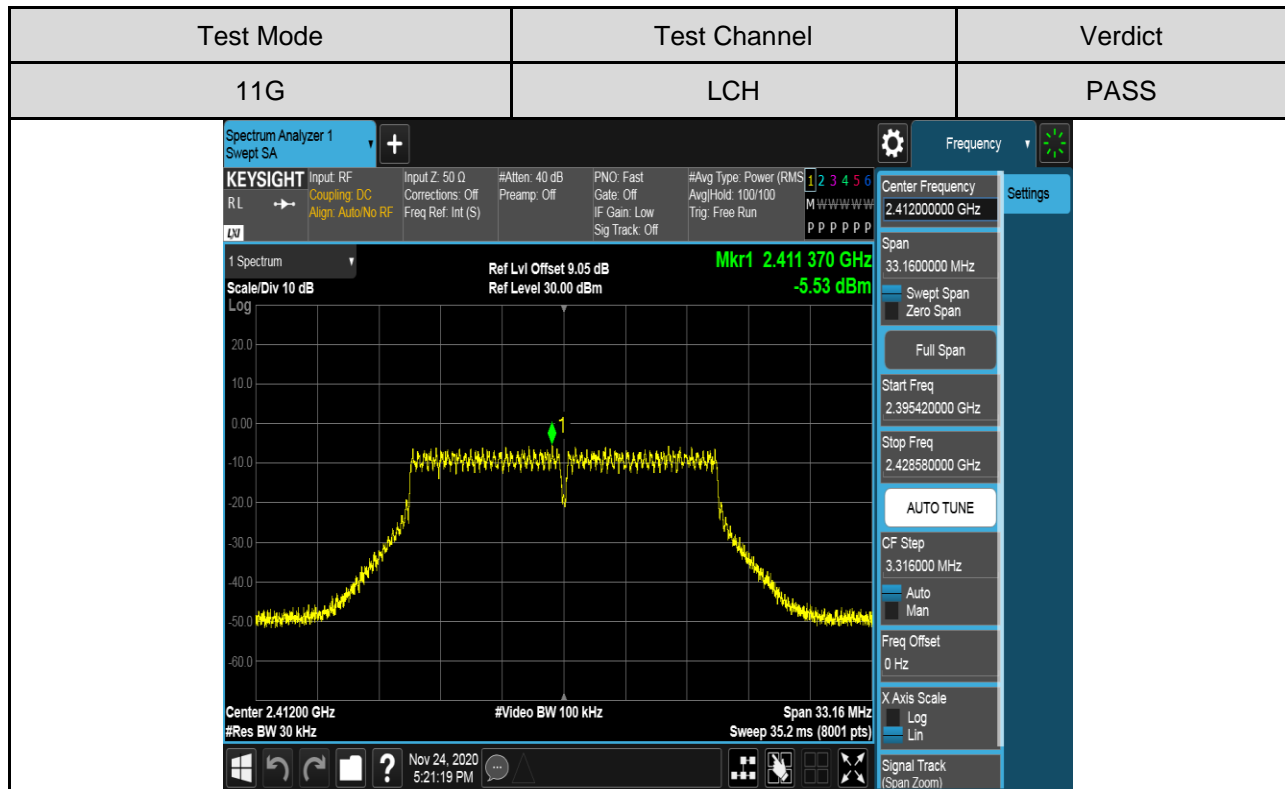 Test Mode Test Channel Verdict
11G LCH PASS
Spectrum Analyzer 1
Swept SA
+
Frequency
KEYSIGHT
RL
LXI
Input: RF
Coupling: DC
Align: Auto/No RF
Input Z: 50 Ω
Corrections: Off
Freq Ref: Int (S)
#Atten: 40 dB
Preamp: Off
PNO: Fast
Gate: Off
IF Gain: Low
Sig Track: Off
#Avg Type: Power (RMS
Avg|Hold: 100/100
Trig: Free Run
1 2 3 4 5 6
M W W W W W
P P P P P P
1 Spectrum
Scale/Div 10 dB
Ref Lvl Offset 9.05 dB
Ref Level 30.00 dBm
Mkr1 2.411 370 GHz
-5.53 dBm
Log
20.0
10.0
0.00
-10.0
-20.0
-30.0
-40.0
-50.0
-60.0
1
Center 2.41200 GHz
#Res BW 30 kHz
#Video BW 100 kHz
Span 33.16 MHz
Sweep 35.2 ms (8001 pts)
Center Frequency
2.412000000 GHz
Settings
Span
33.1600000 MHz
Swept Span
Zero Span
Full Span
Start Freq
2.395420000 GHz
Stop Freq
2.428580000 GHz
AUTO TUNE
CF Step
3.316000 MHz
Auto
Man
Freq Offset
0 Hz
X Axis Scale
Log
Lin
Signal Track
(Span Zoom)
?
Nov 24, 2020
5:21:19 PM